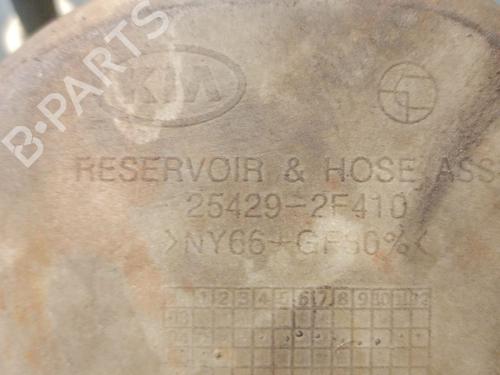 B-PARTS
KIA
RESERVOIR & HOSE ASS
25429-2F410
>NY66+GF30%<
1 2 3 4 5 6 7 8 9 10 11 12